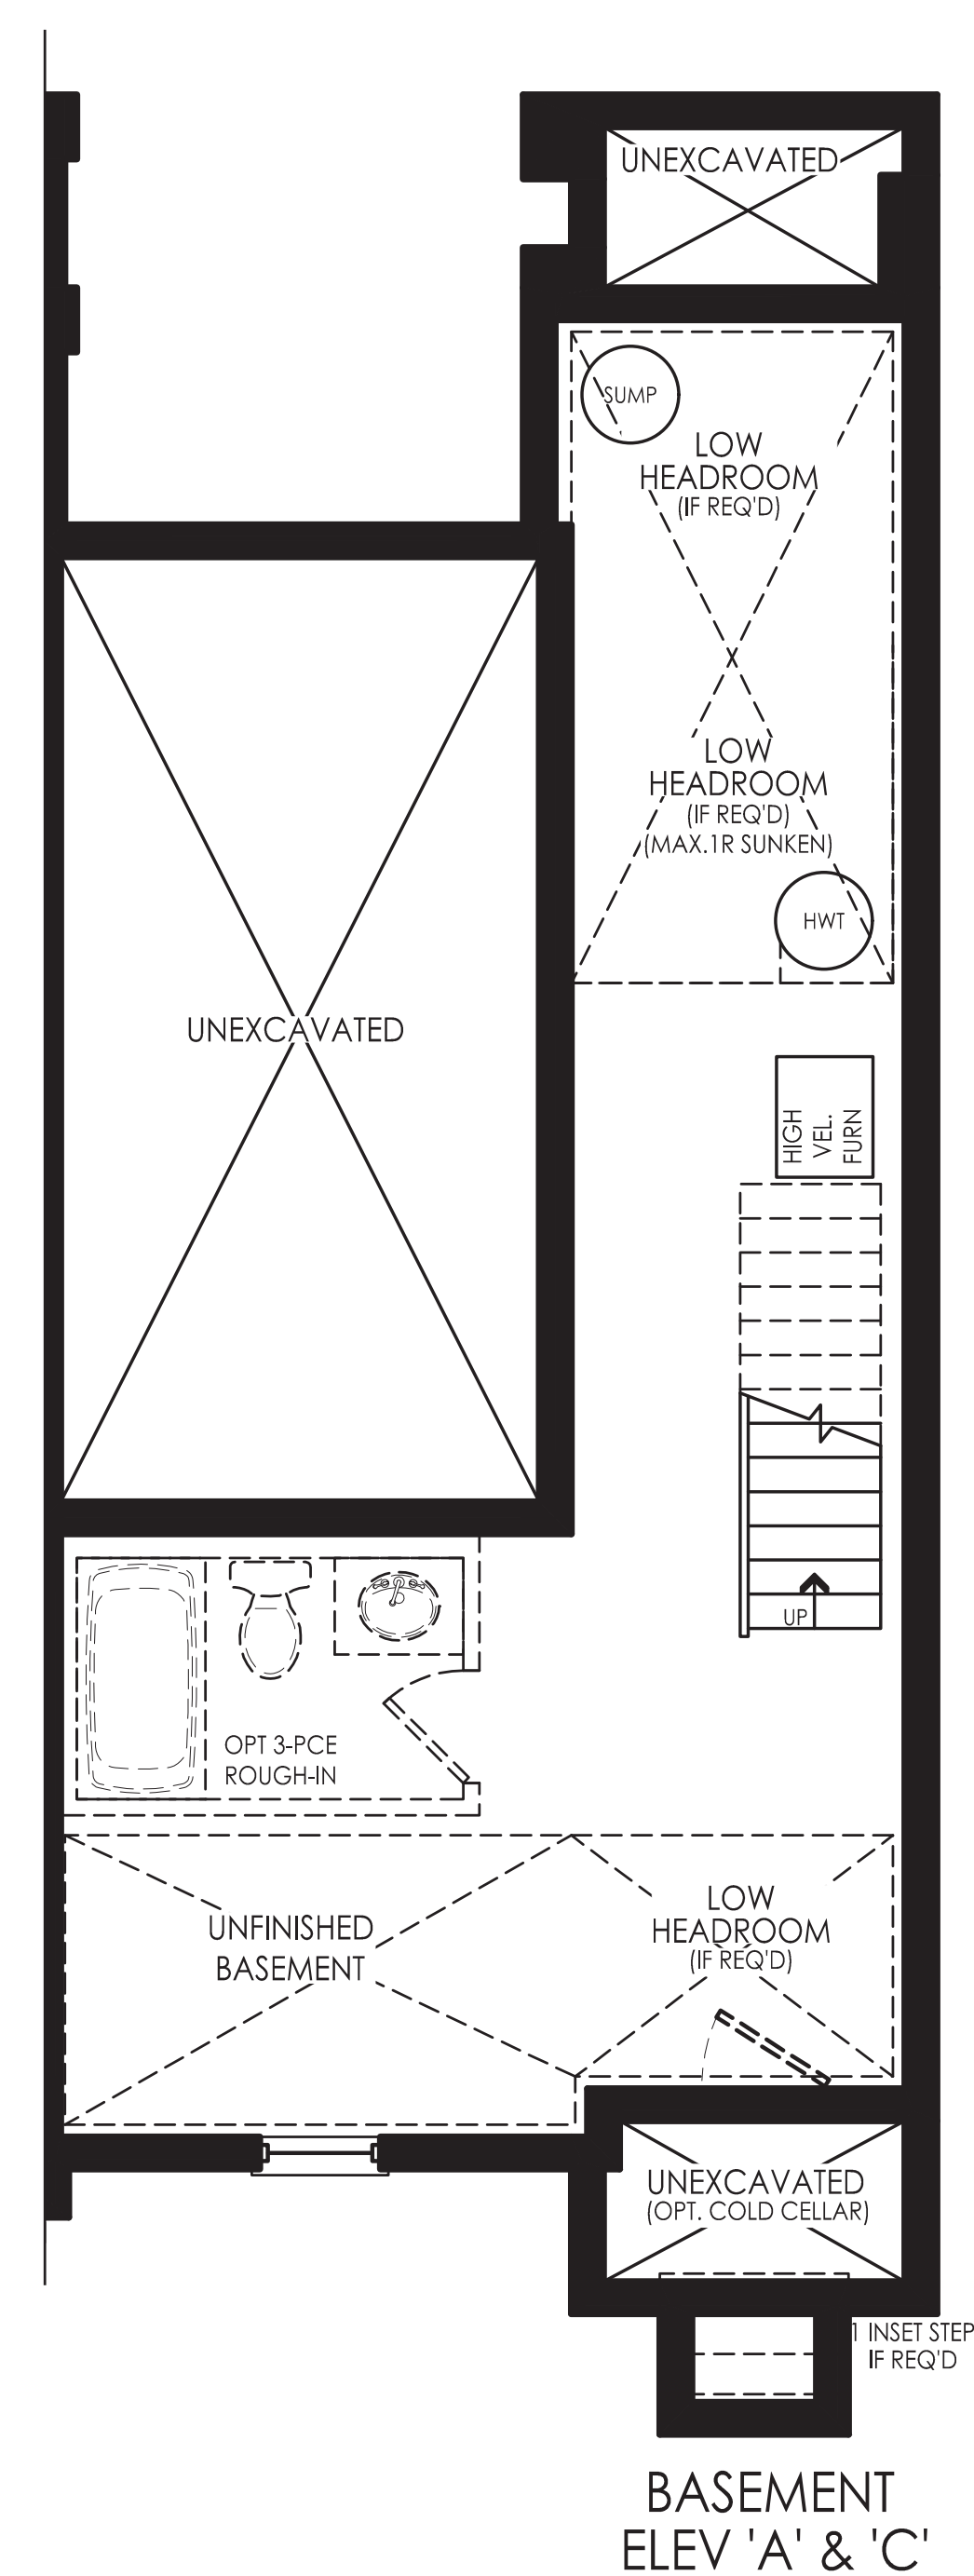 UNEXCAVATED
SUMP
LOW
HEADROOM
(IF REQ'D)
LOW
HEADROOM
(IF REQ'D)
(MAX.1R SUNKEN)
HWT
UNEXCAVATED
HIGH
VEL.
FURN
UP
OPT 3-PCE
ROUGH-IN
UNFINISHED
BASEMENT
LOW
HEADROOM
(IF REQ'D)
UNEXCAVATED
(OPT. COLD CELLAR)
1 INSET STEP
IF REQ'D
BASEMENT
ELEV 'A' & 'C'